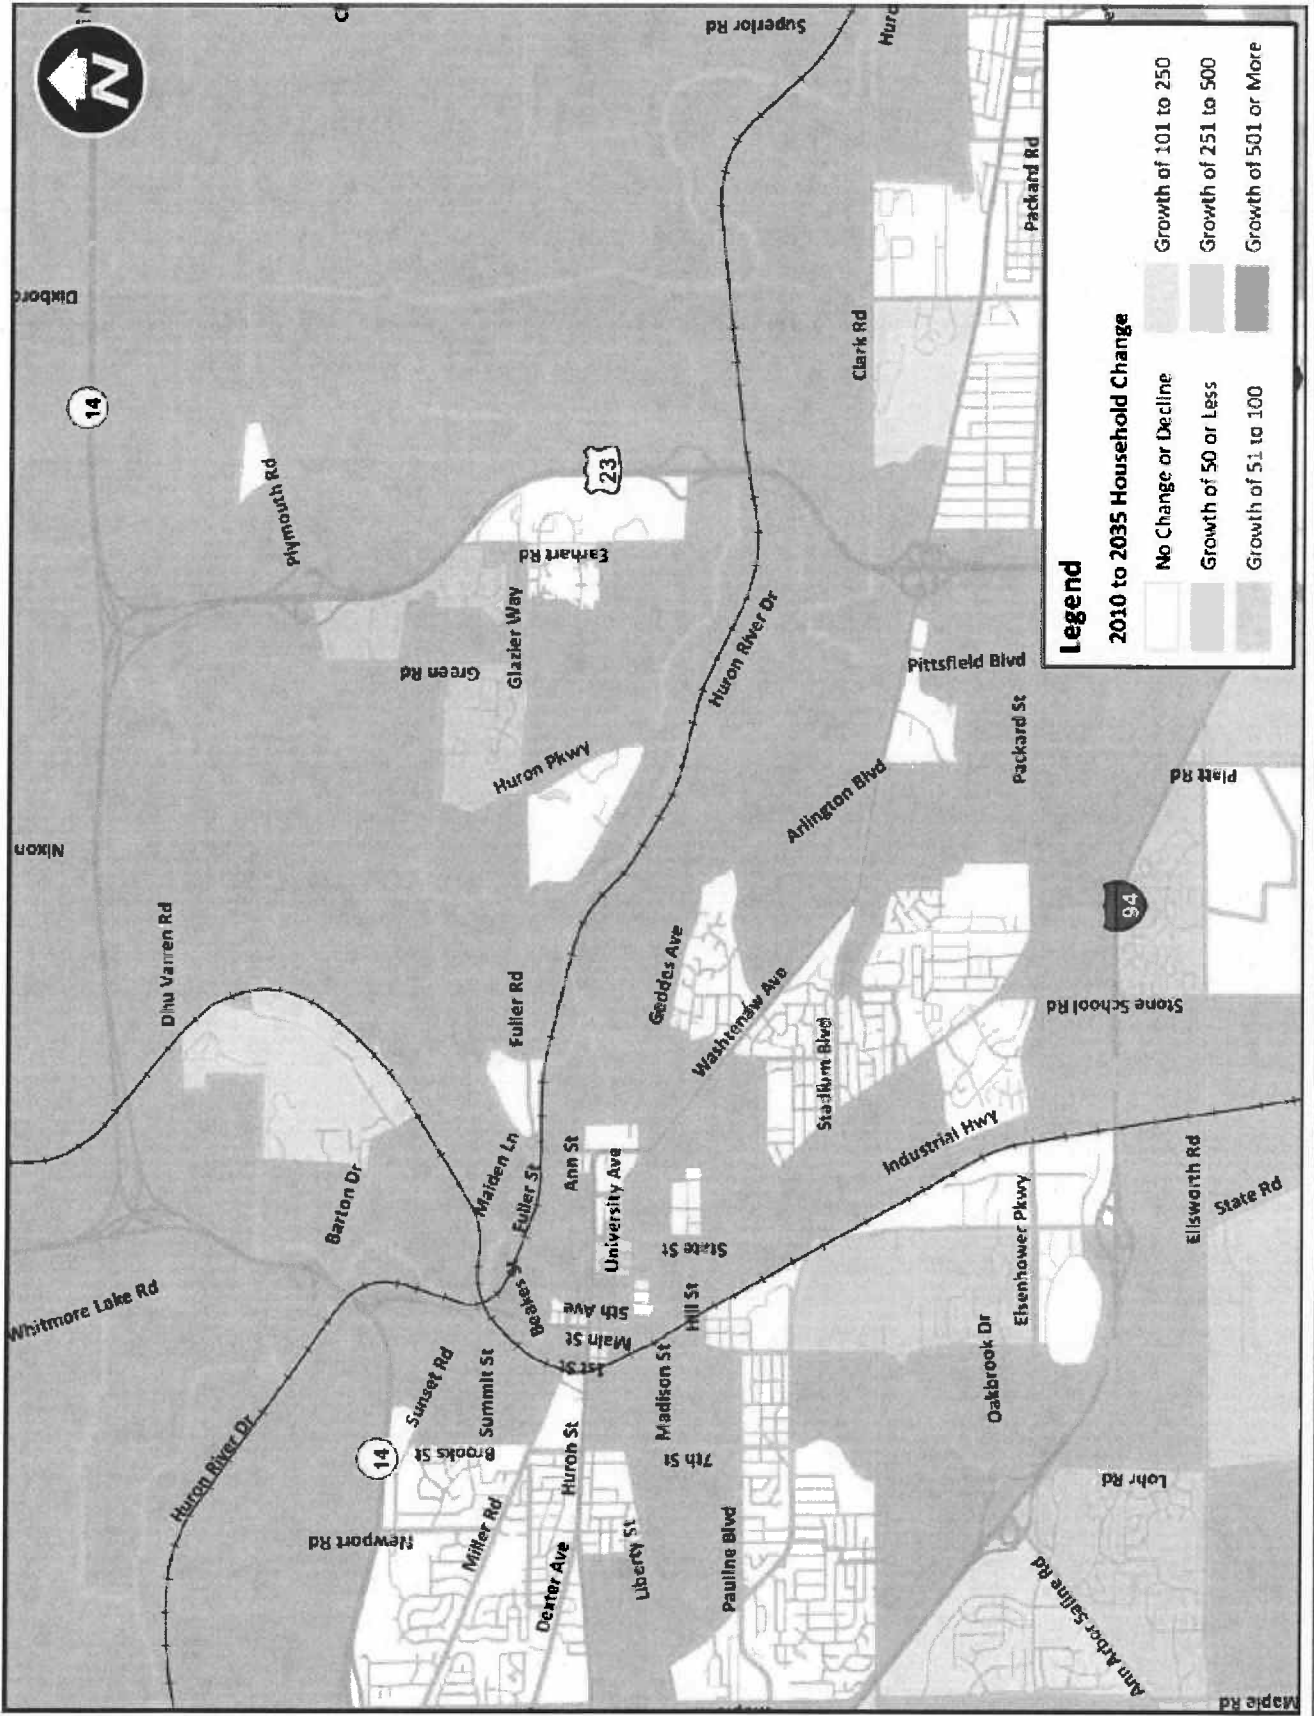 N
14
Dixboro
Superior Rd
Plymouth Rd
23
Earhart Rd
Glazier Way
Green Rd
Clark Rd
Packard Rd
Huron Pkwy
Huron River Dr
Pittsfield Blvd
Packard St
Arlington Blvd
Platt Rd
Nixon
Dhu Varren Rd
Fuller Rd
Geddes Ave
Washtenaw Ave
Stadium Blvd
94
Stone School Rd
Industrial Hwy
Barton Dr
Maiden Ln
Fuller St
Ann St
University Ave
State St
Eisenhower Pkwy
Ellsworth Rd
State Rd
Whitmore Lake Rd
Beakes St
5th Ave
Main St
1st St
Hill St
Madison St
Oakbrook Dr
Sunset Rd
Summit St
Brooks St
Huron St
7th St
Lohr Rd
Huron River Dr
14
Newport Rd
Miller Rd
Dexter Ave
Liberty St
Pauline Blvd
Ann Arbor Saline Rd
Maple Rd
Legend
2010 to 2035 Household Change
No Change or Decline
Growth of 50 or Less
Growth of 51 to 100
Growth of 101 to 250
Growth of 251 to 500
Growth of 501 or More